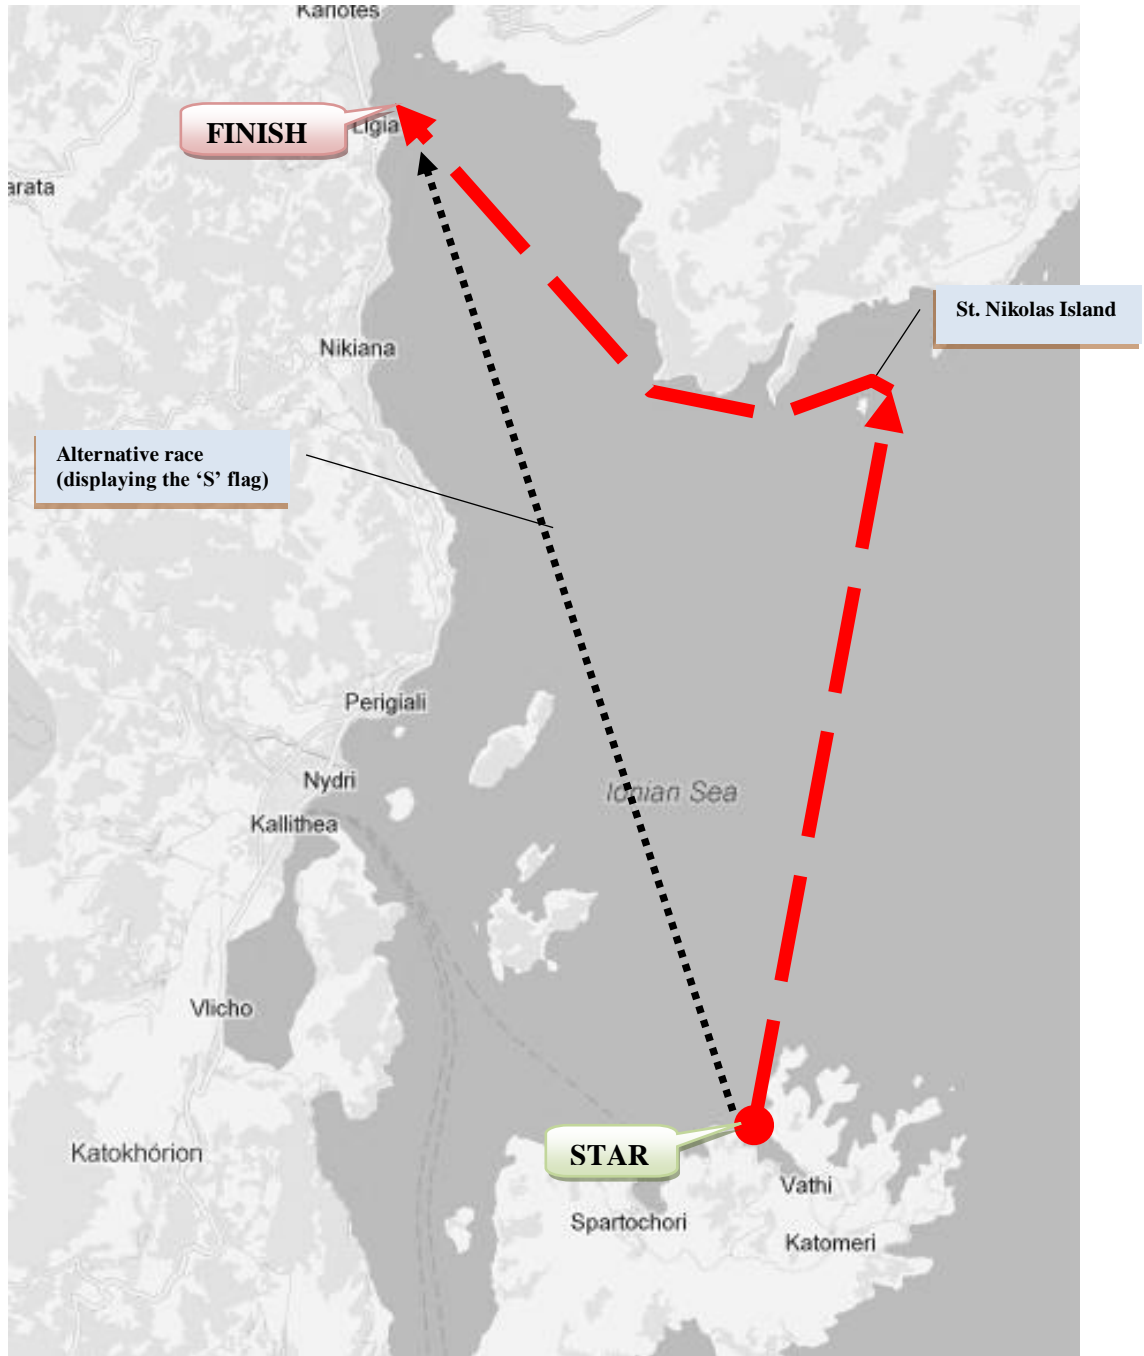 Kariotes
FINISH
Ligia
arata
St. Nikolas Island
Nikiana
Alternative race
(displaying the ‘S’ flag)
Perigiali
Nydri
Ionian Sea
Kallithea
Vlicho
Katokhórion
STAR
Vathi
Spartochori
Katomeri